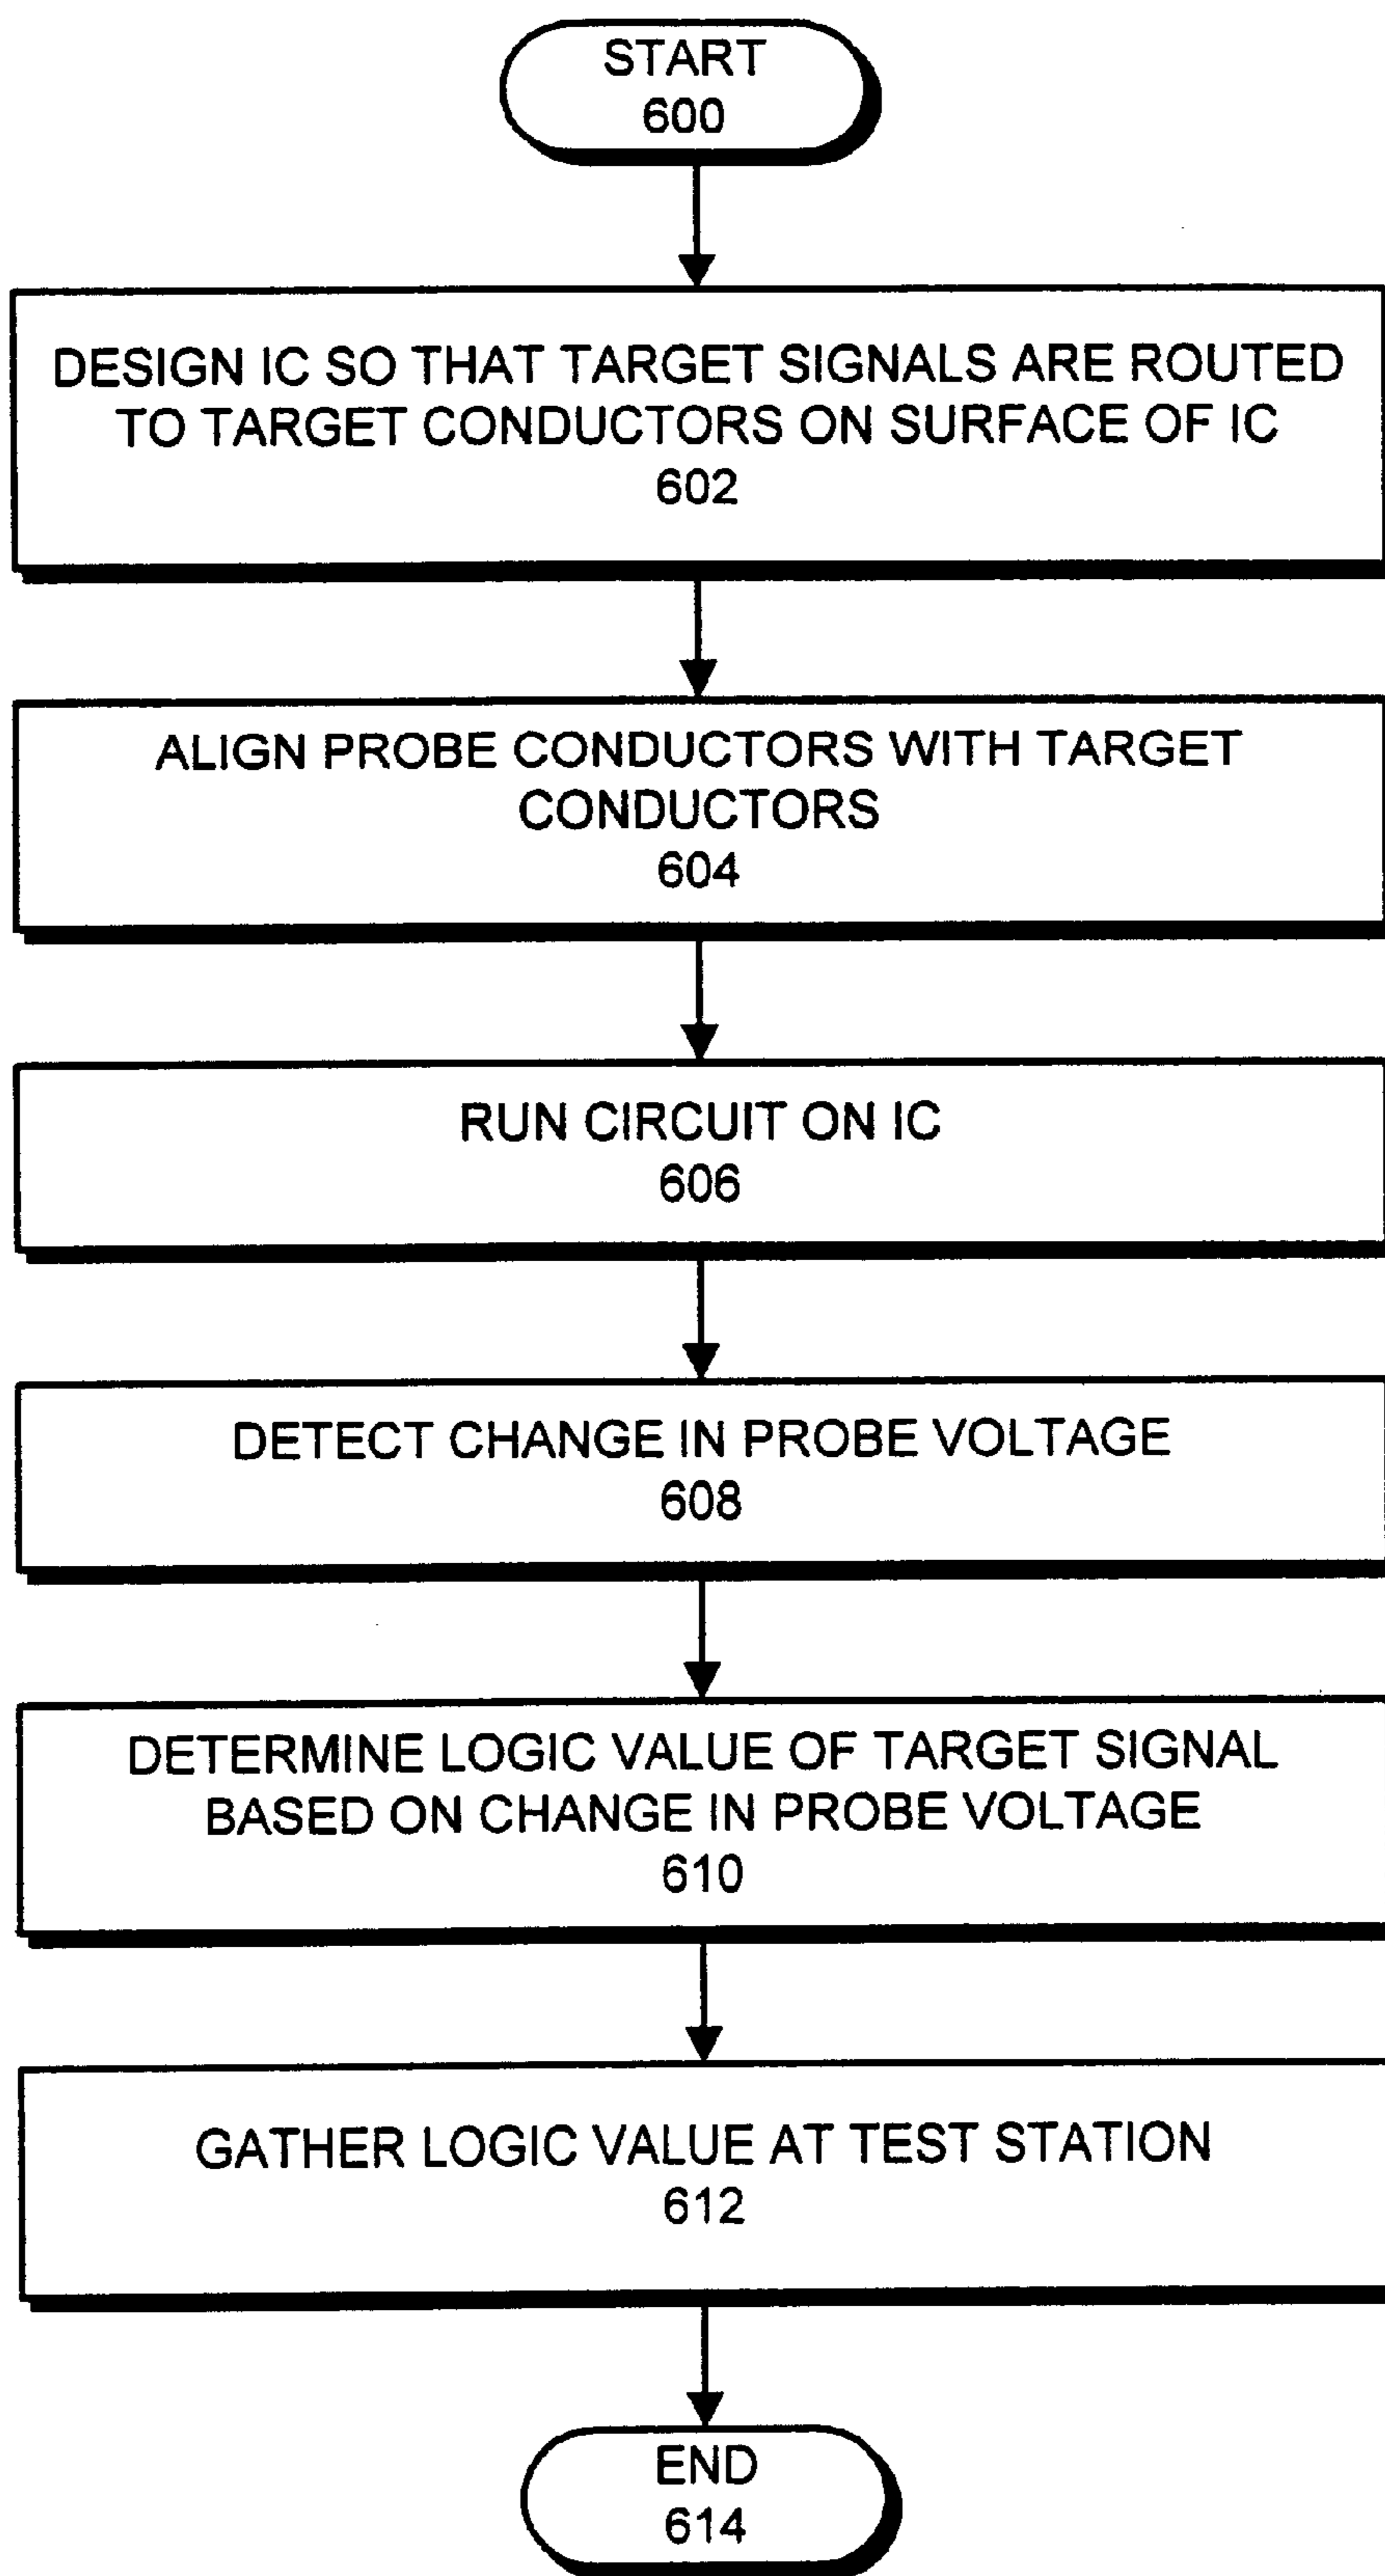 START
600
DESIGN IC SO THAT TARGET SIGNALS ARE ROUTED
TO TARGET CONDUCTORS ON SURFACE OF IC
602
ALIGN PROBE CONDUCTORS WITH TARGET
CONDUCTORS
604
RUN CIRCUIT ON IC
606
DETECT CHANGE IN PROBE VOLTAGE
608
DETERMINE LOGIC VALUE OF TARGET SIGNAL
BASED ON CHANGE IN PROBE VOLTAGE
610
GATHER LOGIC VALUE AT TEST STATION
612
END
614